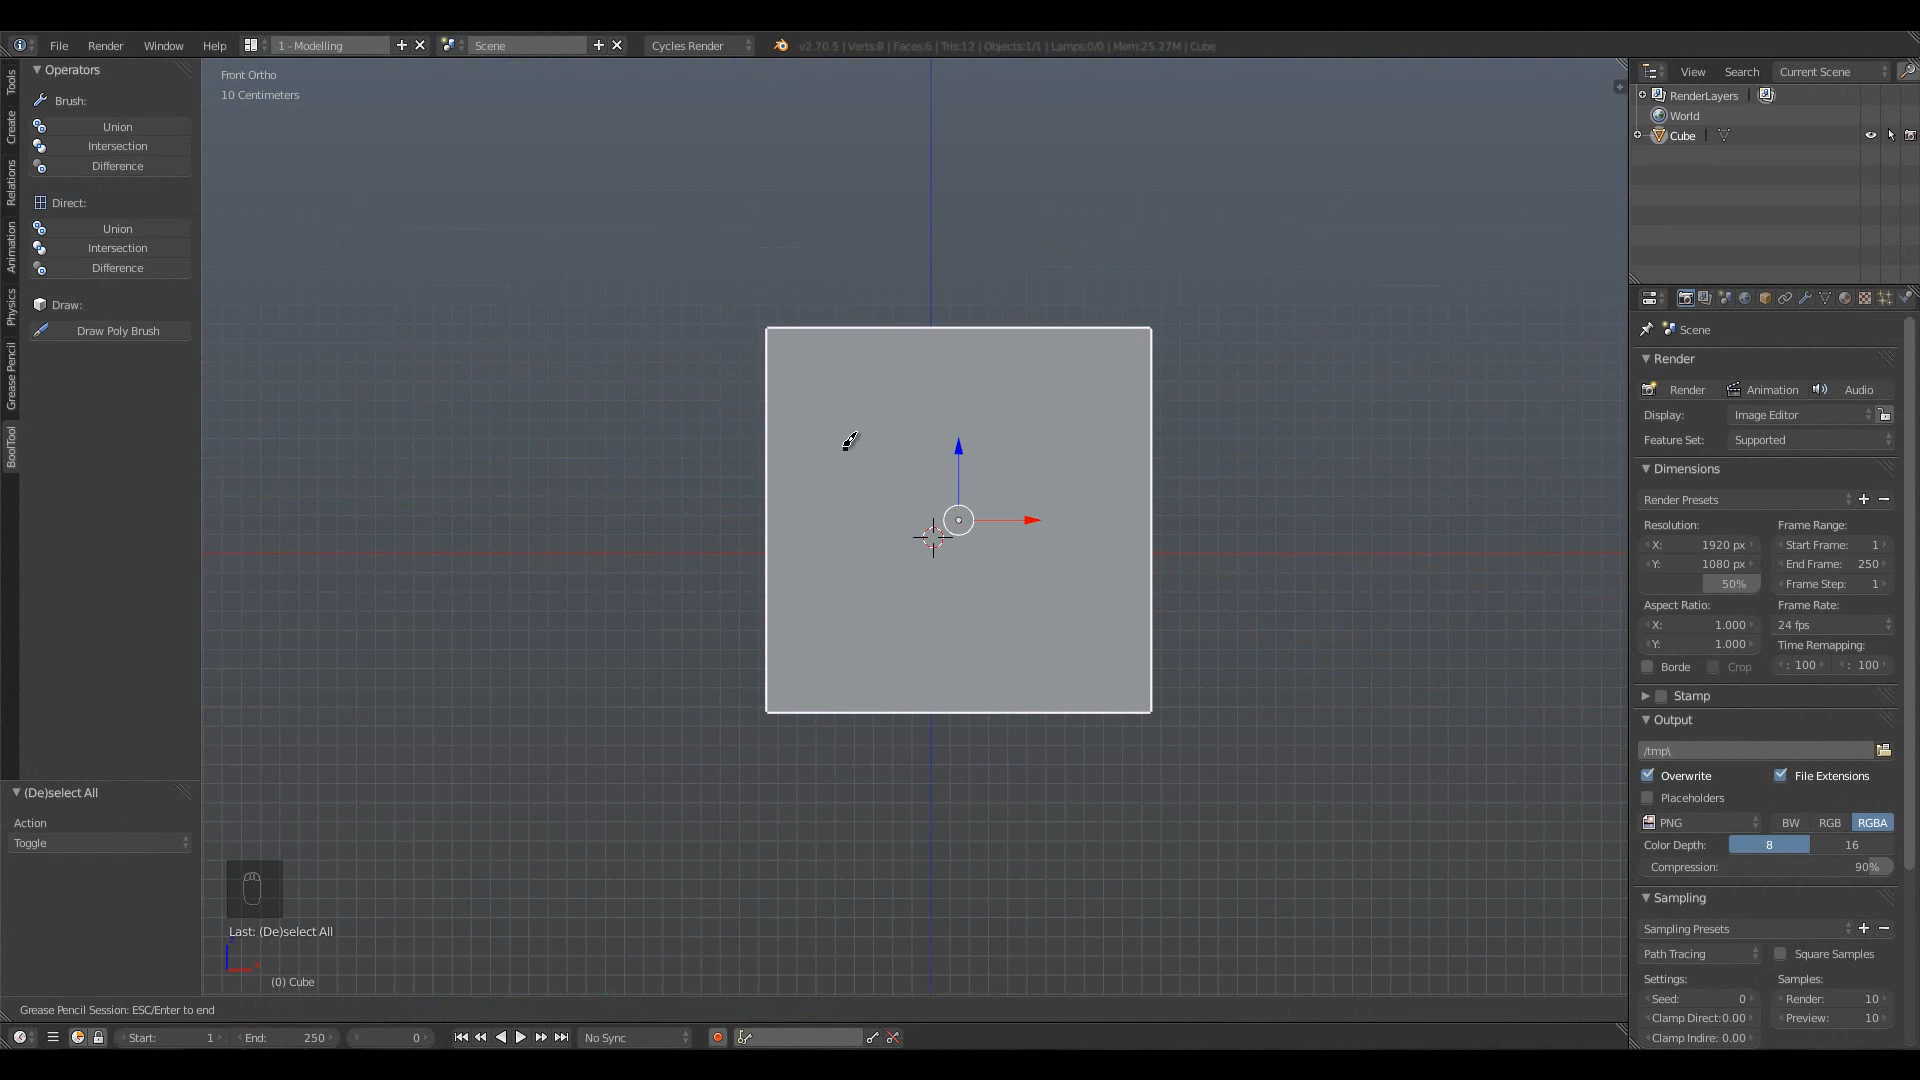 File Render Window Help 1 - Modelling Scene Cycles Render v2.70.5 | Verts:8 | Faces:6 | Tris:12 | Objects:1/1 | Lamps:0/0 | Mem:25.27M | Cube
Tools
Create
Relations
Animation
Physics
Grease Pencil
BoolTool
Operators
Brush:
Union
Intersection
Difference
Direct:
Union
Intersection
Difference
Draw:
Draw Poly Brush
(De)select All
Action
Toggle
Front Ortho
10 Centimeters
Last: (De)select All
z
x
(0) Cube
Grease Pencil Session: ESC/Enter to end
Start: 1 End: 250 0 No Sync
View Search Current Scene
RenderLayers |
World
Cube |
Scene
Render
Render Animation Audio
Display: Image Editor
Feature Set: Supported
Dimensions
Render Presets
Resolution: Frame Range:
X: 1920 px Start Frame: 1
Y: 1080 px End Frame: 250
50% Frame Step: 1
Aspect Ratio: Frame Rate:
X: 1.000 24 fps
Y: 1.000 Time Remapping:
Borde Crop : 100 : 100
Stamp
Output
/tmp\
Overwrite File Extensions
Placeholders
PNG BW RGB RGBA
Color Depth: 8 16
Compression: 90%
Sampling
Sampling Presets
Path Tracing Square Samples
Settings: Samples:
Seed: 0 Render: 10
Clamp Direct:0.00 Preview: 10
Clamp Indire: 0.00